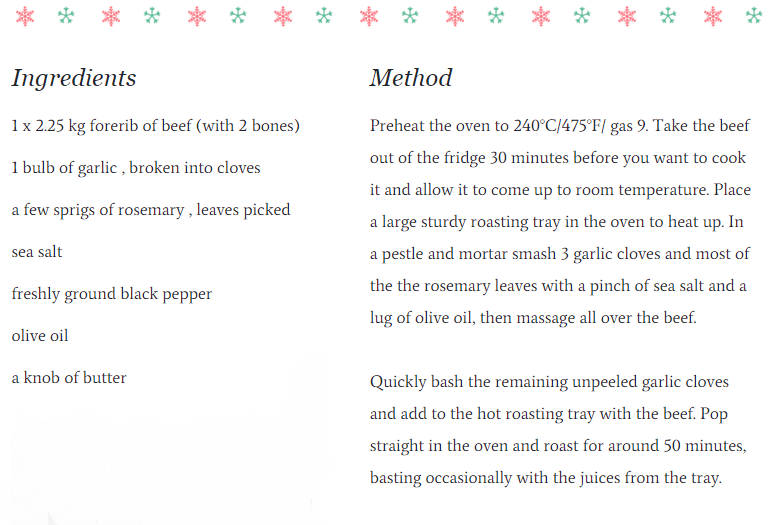 Ingredients
1 x 2.25 kg forerib of beef (with 2 bones)
1 bulb of garlic , broken into cloves
a few sprigs of rosemary , leaves picked
sea salt
freshly ground black pepper
olive oil
a knob of butter
Method
Preheat the oven to 240°C/475°F/ gas 9. Take the beef
out of the fridge 30 minutes before you want to cook
it and allow it to come up to room temperature. Place
a large sturdy roasting tray in the oven to heat up. In
a pestle and mortar smash 3 garlic cloves and most of
the the rosemary leaves with a pinch of sea salt and a
lug of olive oil, then massage all over the beef.
Quickly bash the remaining unpeeled garlic cloves
and add to the hot roasting tray with the beef. Pop
straight in the oven and roast for around 50 minutes,
basting occasionally with the juices from the tray.